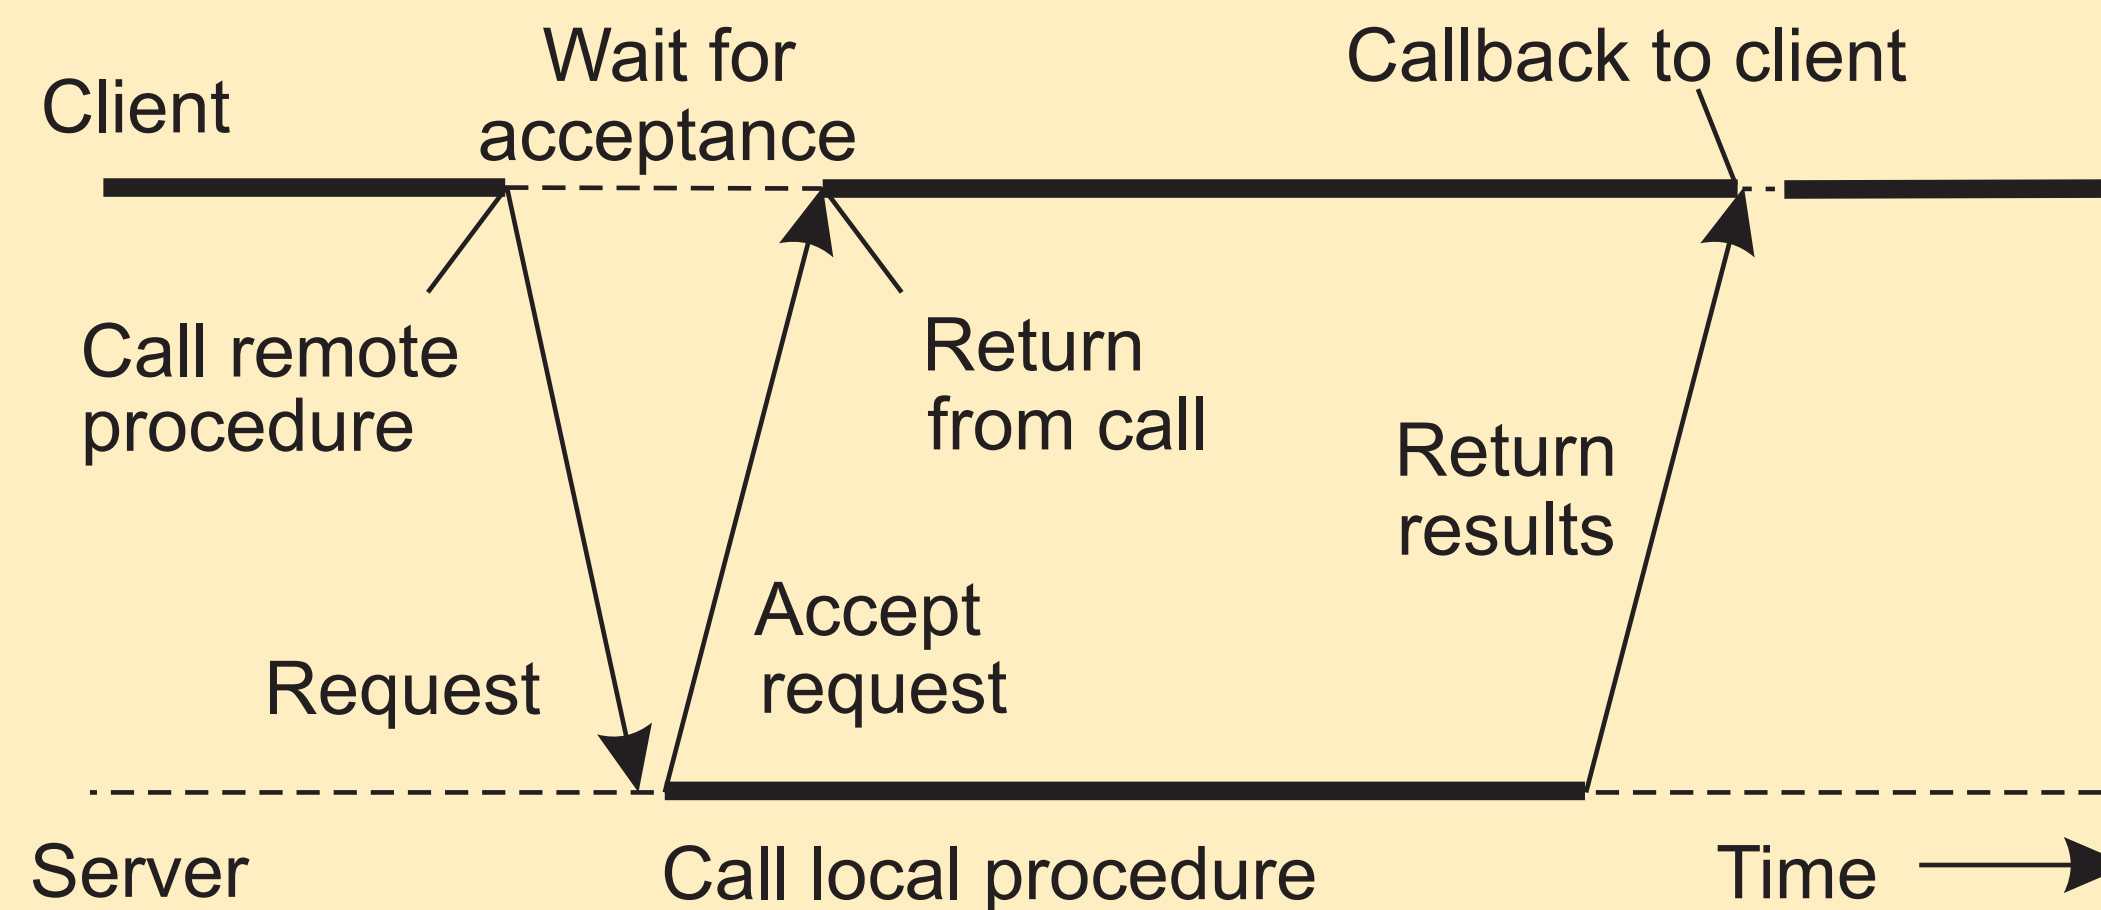 Wait for
acceptance
Callback to client
Client
Call remote
procedure
Return
from call
Return
results
Accept
request
Request
Server
Call local procedure
Time